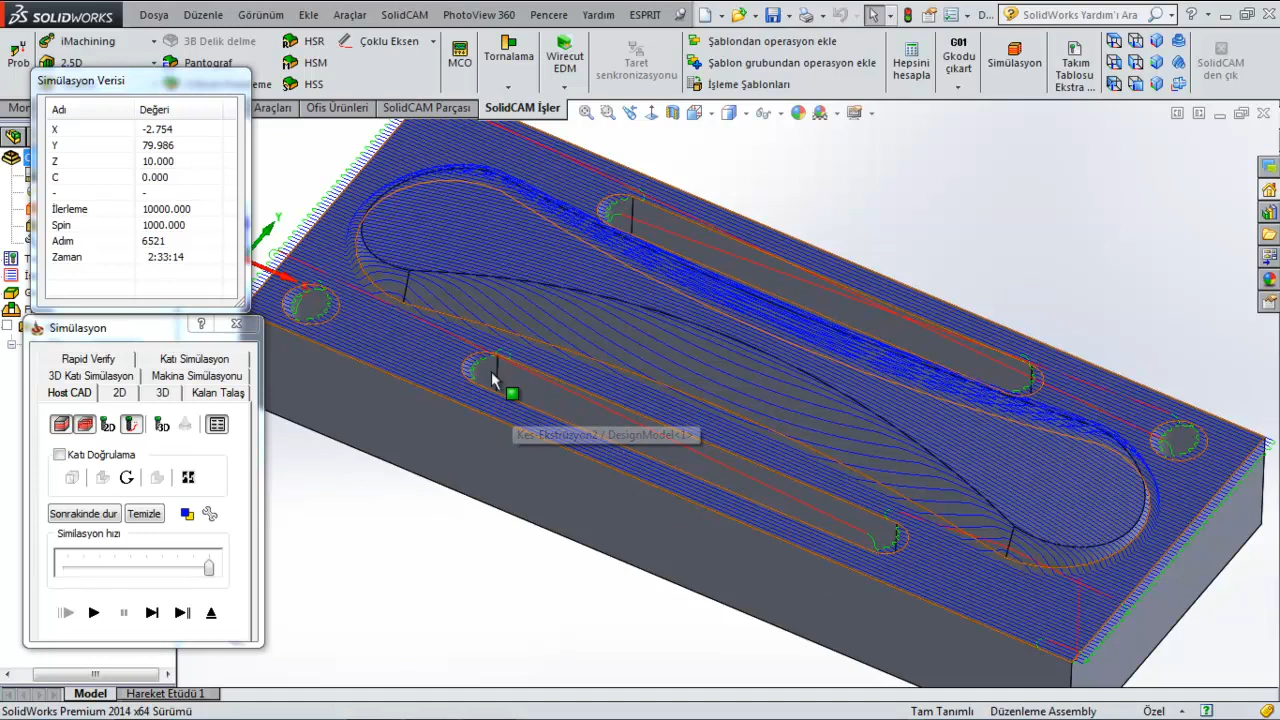 SOLIDWORKS Dosya Düzenle Görünüm Ekle Araçlar SolidCAM PhotoView 360 Pencere Yardım ESPRIT D... SolidWorks Yardım'ı Ara
Prob
iMachining
2.5D
3B Delik delme
Pantograf
HSR
HSM
HSS
Çoklu Eksen
MCO
Tornalama
Wirecut
EDM
Taret
senkronizasyonu
Şablondan operasyon ekle
Şablon grubundan operasyon ekle
İşleme Şablonları
Hepsini
hesapla
G01
Gkodu
çıkart
Simülasyon
Takım
Tablosu
Ekstra ...
SolidCAM
den çık
Araçları Ofis Ürünleri SolidCAM Parçası SolidCAM İşler
Simülasyon Verisi
Adı Değeri
X -2.754
Y 79.986
Z 10.000
C 0.000
- -
İlerleme 10000.000
Spin 1000.000
Adım 6521
Zaman 2:33:14
Y
Simülasyon
Rapid Verify Katı Simülasyon
3D Katı Simülasyon Makina Simülasyonu
Host CAD 2D 3D Kalan Talaş
2D 3D
Katı Doğrulama
Sonrakinde dur Temizle
Similasyon hızı
Kes-Ekstrüzyon2 / DesignModel<1>
Model Hareket Etüdü 1
SolidWorks Premium 2014 x64 Sürümü Tam Tanımlı Düzenleme Assembly Özel